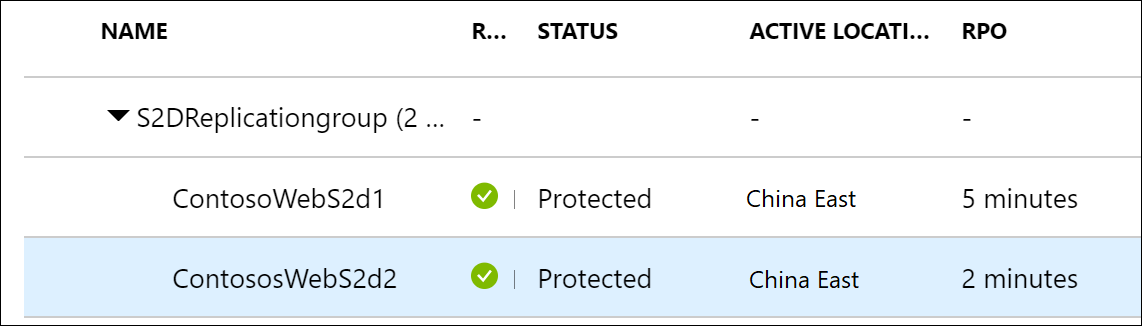 NAME R... STATUS ACTIVE LOCATI... RPO
S2DReplicationgroup (2 ... - - -
ContosoWebS2d1 Protected China East 5 minutes
ContososWebS2d2 Protected China East 2 minutes